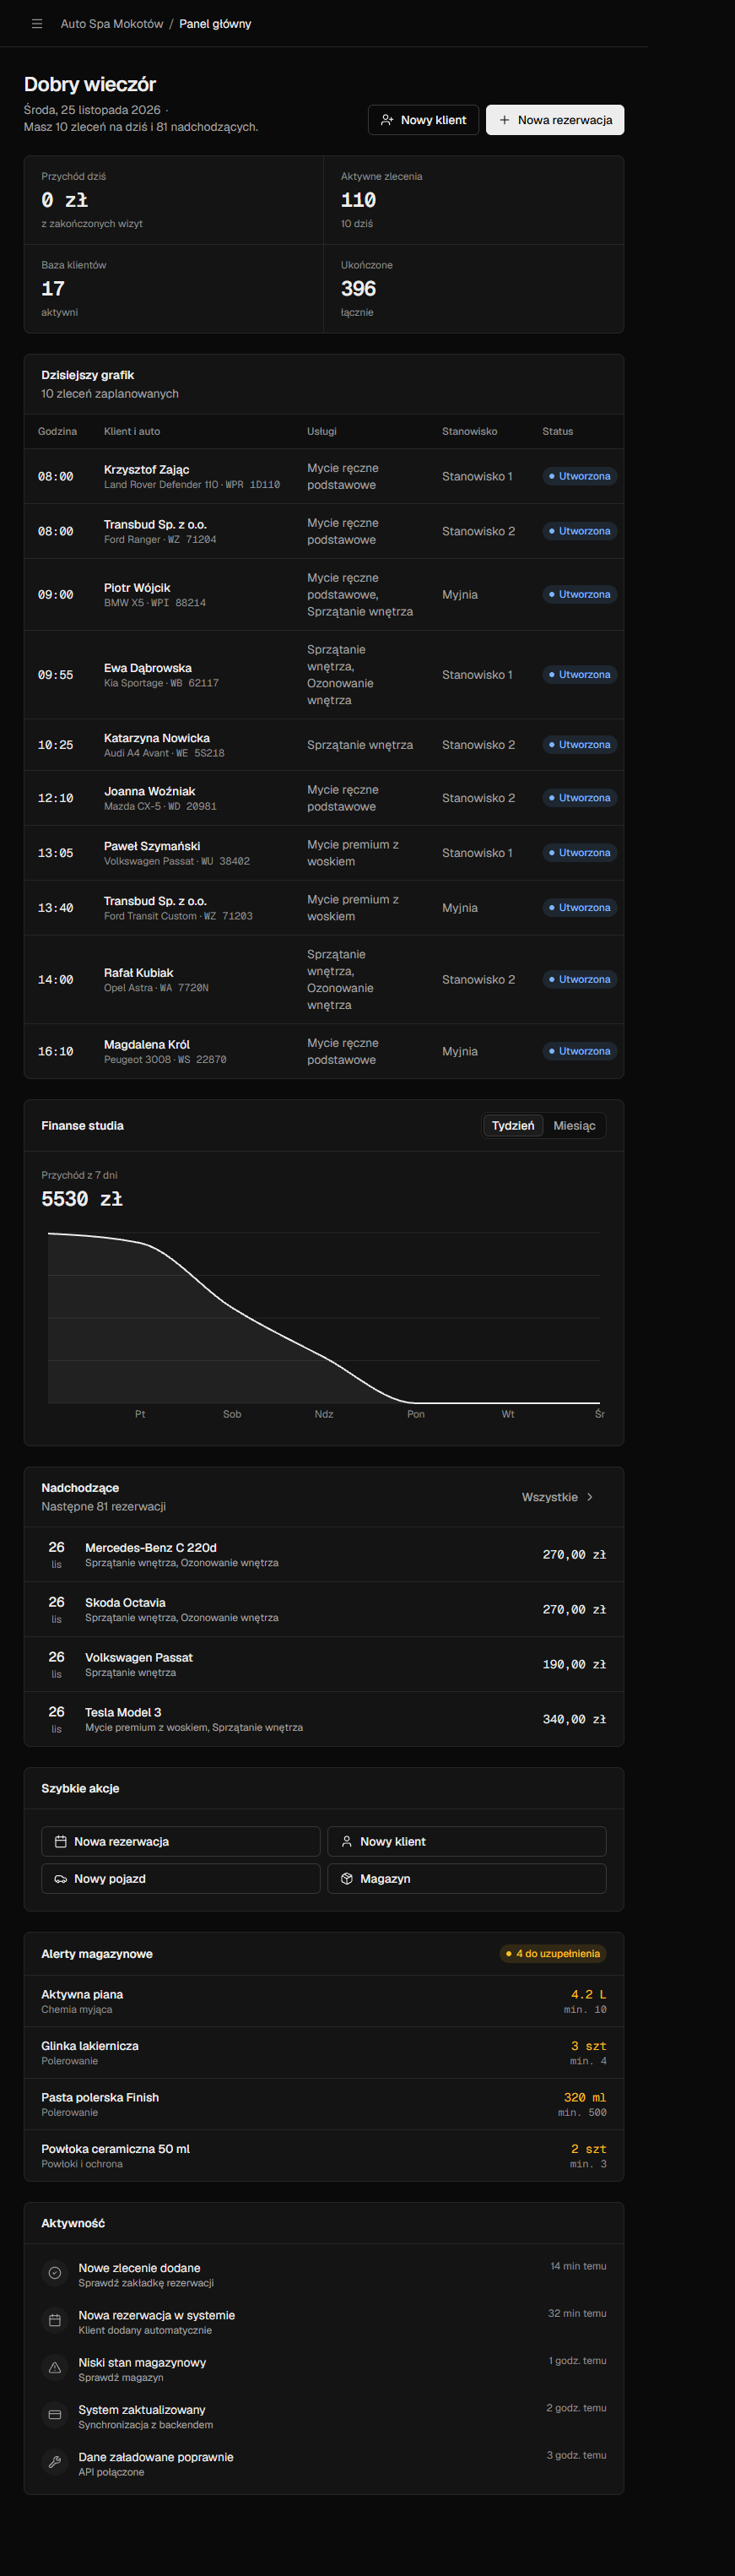 Auto Spa Mokotów / Panel główny
Dobry wieczór
Środa, 25 listopada 2026 ·
Masz 10 zleceń na dziś i 81 nadchodzących.
Nowy klient
Nowa rezerwacja
Przychód dziś
0 zł
z zakończonych wizyt
Aktywne zlecenia
110
10 dziś
Baza klientów
17
aktywni
Ukończone
396
łącznie
Dzisiejszy grafik
10 zleceń zaplanowanych
Godzina Klient i auto Usługi Stanowisko Status
08:00
Krzysztof Zając
Land Rover Defender 110 · WPR 1D110
Mycie ręczne
podstawowe
Stanowisko 1
Utworzona
08:00
Transbud Sp. z o.o.
Ford Ranger · WZ 71204
Mycie ręczne
podstawowe
Stanowisko 2
Utworzona
09:00
Piotr Wójcik
BMW X5 · WPI 88214
Mycie ręczne
podstawowe,
Sprzątanie wnętrza
Myjnia
Utworzona
09:55
Ewa Dąbrowska
Kia Sportage · WB 62117
Sprzątanie
wnętrza,
Ozonowanie
wnętrza
Stanowisko 1
Utworzona
10:25
Katarzyna Nowicka
Audi A4 Avant · WE 5S218
Sprzątanie wnętrza
Stanowisko 2
Utworzona
12:10
Joanna Woźniak
Mazda CX-5 · WD 20981
Mycie ręczne
podstawowe
Stanowisko 2
Utworzona
13:05
Paweł Szymański
Volkswagen Passat · WU 38402
Mycie premium z
woskiem
Stanowisko 1
Utworzona
13:40
Transbud Sp. z o.o.
Ford Transit Custom · WZ 71203
Mycie premium z
woskiem
Myjnia
Utworzona
14:00
Rafał Kubiak
Opel Astra · WA 7720N
Sprzątanie
wnętrza,
Ozonowanie
wnętrza
Stanowisko 2
Utworzona
16:10
Magdalena Król
Peugeot 3008 · WS 22870
Mycie ręczne
podstawowe
Myjnia
Utworzona
Finanse studia
Tydzień Miesiąc
Przychód z 7 dni
5530 zł
Pt Sob Ndz Pon Wt Śr
Nadchodzące
Następne 81 rezerwacji
Wszystkie
26
lis
Mercedes-Benz C 220d
Sprzątanie wnętrza, Ozonowanie wnętrza
270,00 zł
26
lis
Skoda Octavia
Sprzątanie wnętrza, Ozonowanie wnętrza
270,00 zł
26
lis
Volkswagen Passat
Sprzątanie wnętrza
190,00 zł
26
lis
Tesla Model 3
Mycie premium z woskiem, Sprzątanie wnętrza
340,00 zł
Szybkie akcje
Nowa rezerwacja
Nowy klient
Nowy pojazd
Magazyn
Alerty magazynowe
4 do uzupełnienia
Aktywna piana
Chemia myjąca
4.2 L
min. 10
Glinka lakiernicza
Polerowanie
3 szt
min. 4
Pasta polerska Finish
Polerowanie
320 ml
min. 500
Powłoka ceramiczna 50 ml
Powłoki i ochrona
2 szt
min. 3
Aktywność
Nowe zlecenie dodane
Sprawdź zakładkę rezerwacji
14 min temu
Nowa rezerwacja w systemie
Klient dodany automatycznie
32 min temu
Niski stan magazynowy
Sprawdź magazyn
1 godz. temu
System zaktualizowany
Synchronizacja z backendem
2 godz. temu
Dane załadowane poprawnie
API połączone
3 godz. temu